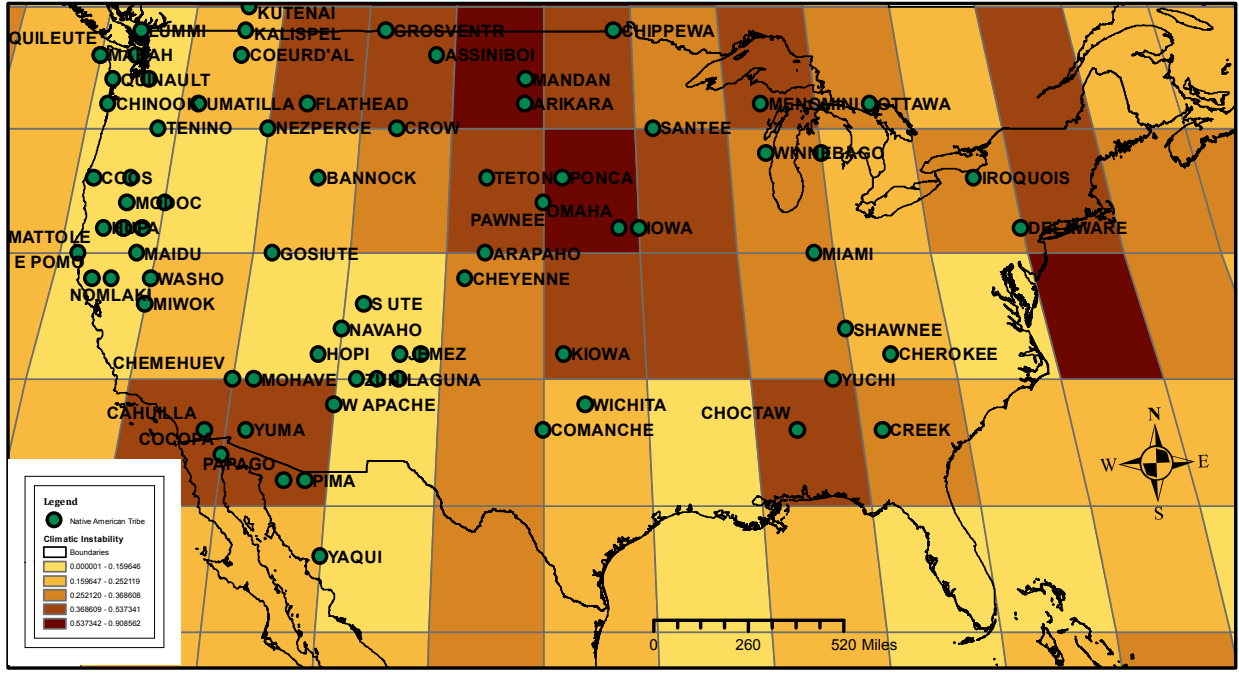 KUTENAI
QUILEUTE
LUMMI
KALISPEL
GROSVENTR
CHIPPEWA
MAKAH
COEURD'AL
ASSINIBOI
QUINAULT
MANDAN
CHINOOK
UMATILLA
FLATHEAD
ARIKARA
MENOMINI
OTTAWA
TENINO
NEZPERCE
CROW
SANTEE
WINNEBAGO
COOS
BANNOCK
TETON
PONCA
IROQUOIS
MODOC
PAWNEE
OMAHA
HUPA
IOWA
DELAWARE
MATTOLE
E POMO
MAIDU
GOSIUTE
ARAPAHO
MIAMI
WASHO
CHEYENNE
NOMLAKI
MIWOK
S UTE
NAVAHO
SHAWNEE
CHEMEHUEV
HOPI
JEMEZ
KIOWA
CHEROKEE
MOHAVE
ZUNI
LAGUNA
YUCHI
W APACHE
WICHITA
CHOCTAW
CAHUILLA
COCOPA
YUMA
COMANCHE
CREEK
PAPAGO
PIMA
YAQUI
N
W
E
S
Legend
Native American Tribe
Climatic Instability
Boundaries
0.000001 - 0.159646
0.159647 - 0.252119
0.252120 - 0.368608
0.368609 - 0.537341
0.537342 - 0.908562
0 260 520 Miles